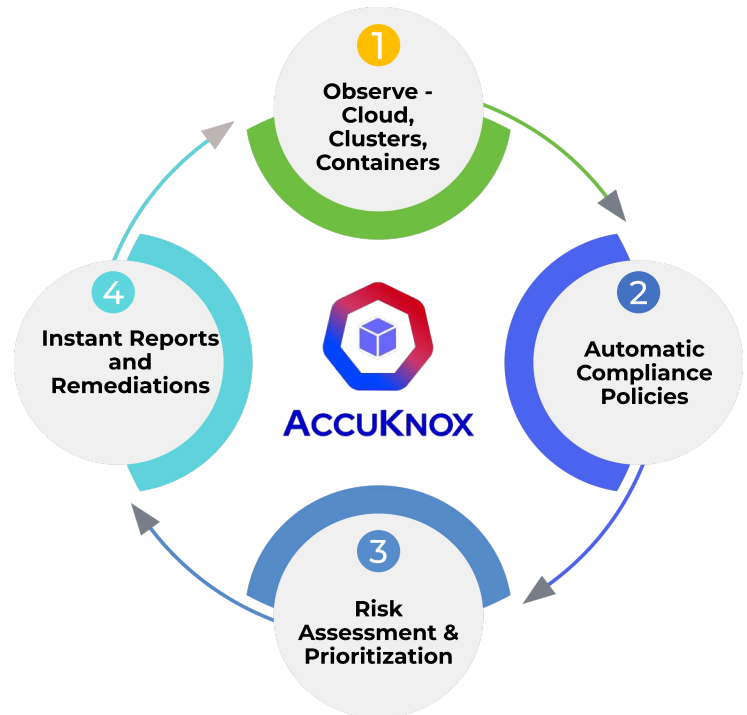 1
Observe -
Cloud,
Clusters,
Containers
2
Automatic
Compliance
Policies
3
Risk
Assessment &
Prioritization
4
Instant Reports
and
Remediations
ACCUKNOX